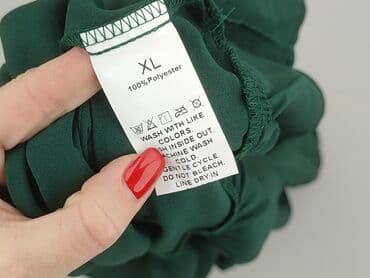 XL
100%Polyester
WASH WITH LIKE
COLORS.
INSIDE OUT.
WASH
COLD.
GENTLE CYCLE.
DO NOT BLEACH.
LINE DRY IN